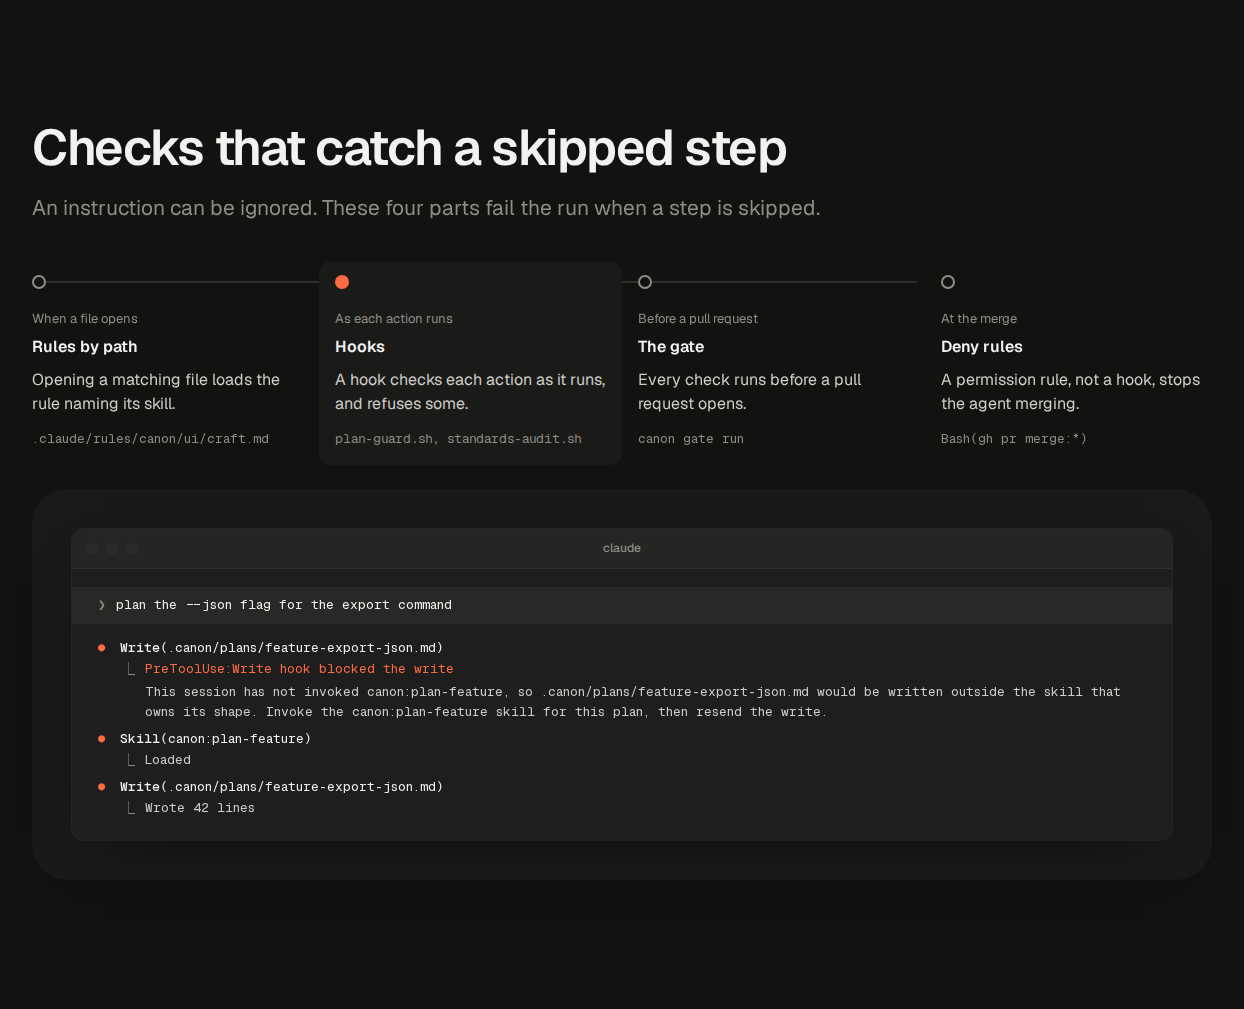 Checks that catch a skipped step
An instruction can be ignored. These four parts fail the run when a step is skipped.
When a file opens
Rules by path
Opening a matching file loads the
rule naming its skill.
.claude/rules/canon/ui/craft.md
As each action runs
Hooks
A hook checks each action as it runs,
and refuses some.
plan-guard.sh, standards-audit.sh
Before a pull request
The gate
Every check runs before a pull
request opens.
canon gate run
At the merge
Deny rules
A permission rule, not a hook, stops
the agent merging.
Bash(gh pr merge:*)
claude
❯ plan the --json flag for the export command
● Write(.canon/plans/feature-export-json.md)
⎿ PreToolUse:Write hook blocked the write
This session has not invoked canon:plan-feature, so .canon/plans/feature-export-json.md would be written outside the skill that
owns its shape. Invoke the canon:plan-feature skill for this plan, then resend the write.
● Skill(canon:plan-feature)
⎿ Loaded
● Write(.canon/plans/feature-export-json.md)
⎿ Wrote 42 lines